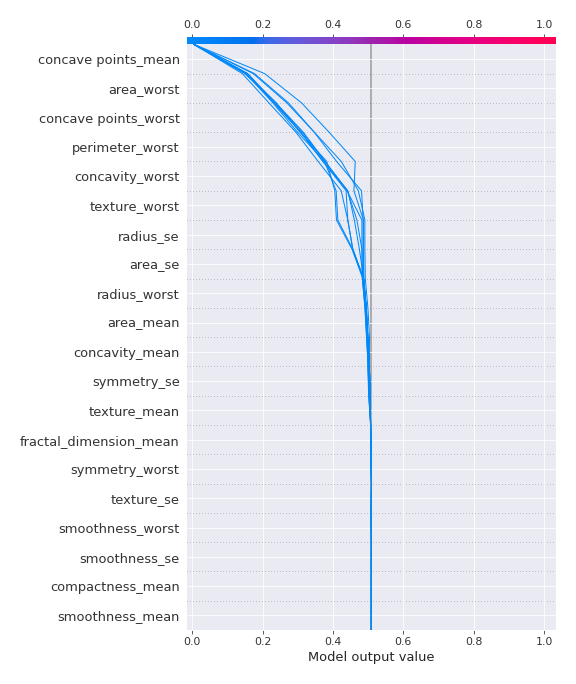 0.0 0.2 0.4 0.6 0.8 1.0
concave points_mean
area_worst
concave points_worst
perimeter_worst
concavity_worst
texture_worst
radius_se
area_se
radius_worst
area_mean
concavity_mean
symmetry_se
texture_mean
fractal_dimension_mean
symmetry_worst
texture_se
smoothness_worst
smoothness_se
compactness_mean
smoothness_mean
0.0 0.2 0.4 0.6 0.8 1.0
Model output value